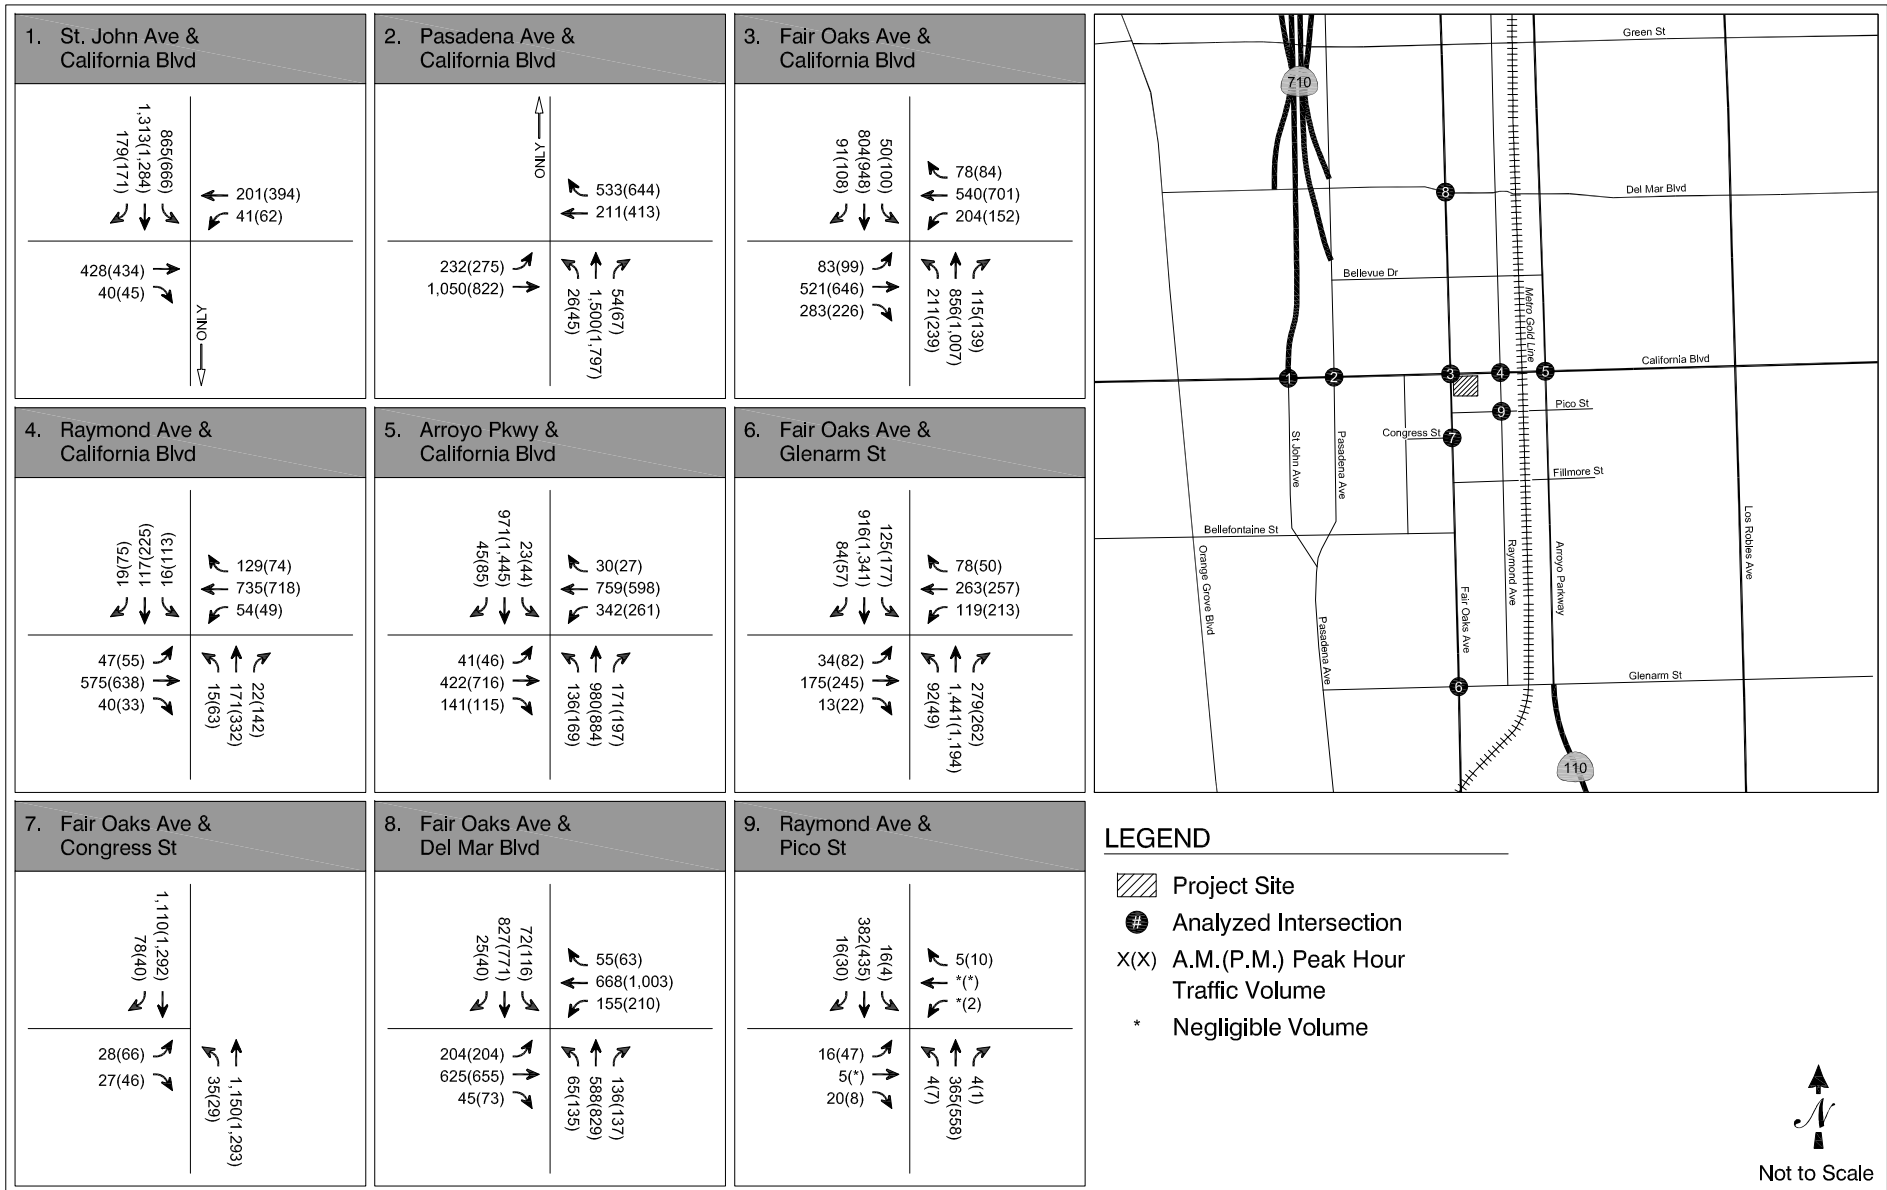 1. St. John Ave &
California Blvd
179(171)
1,313(1,284)
865(666)
201(394)
41(62)
428(434)
40(45)
ONLY
2. Pasadena Ave &
California Blvd
ONLY
533(644)
211(413)
232(275)
1,050(822)
26(45)
1,500(1,797)
54(67)
3. Fair Oaks Ave &
California Blvd
91(108)
804(948)
50(100)
78(84)
540(701)
204(152)
83(99)
521(646)
283(226)
211(239)
856(1,007)
115(139)
4. Raymond Ave &
California Blvd
19(75)
117(225)
16(113)
129(74)
735(718)
54(49)
47(55)
575(638)
40(33)
15(63)
171(332)
22(142)
5. Arroyo Pkwy &
California Blvd
45(85)
971(1,445)
23(44)
30(27)
759(598)
342(261)
41(46)
422(716)
141(115)
136(169)
980(884)
171(197)
6. Fair Oaks Ave &
Glenarm St
84(57)
916(1,341)
125(177)
78(50)
263(257)
119(213)
34(82)
175(245)
13(22)
92(49)
1,441(1,194)
279(262)
7. Fair Oaks Ave &
Congress St
78(40)
1,110(1,292)
28(66)
27(46)
35(29)
1,150(1,293)
8. Fair Oaks Ave &
Del Mar Blvd
25(40)
827(771)
72(116)
55(63)
668(1,003)
155(210)
204(204)
625(655)
45(73)
65(135)
588(829)
136(137)
9. Raymond Ave &
Pico St
16(30)
382(435)
16(4)
5(10)
*(*)
*(2)
16(47)
5(*)
20(8)
4(7)
365(558)
4(1)
Green St
710
8
Del Mar Blvd
Bellevue Dr
Metro Gold Line
California Blvd
1
2
3
4
5
9
Pico St
Congress St
7
St John Ave
Pasadena Ave
Fillmore St
Bellefontaine St
Orange Grove Blvd
Raymond Ave
Arroyo Parkway
Los Robles Ave
Fair Oaks Ave
Pasadena Ave
6
Glenarm St
110
LEGEND
Project Site
# Analyzed Intersection
X(X) A.M.(P.M.) Peak Hour
Traffic Volume
* Negligible Volume
N
Not to Scale